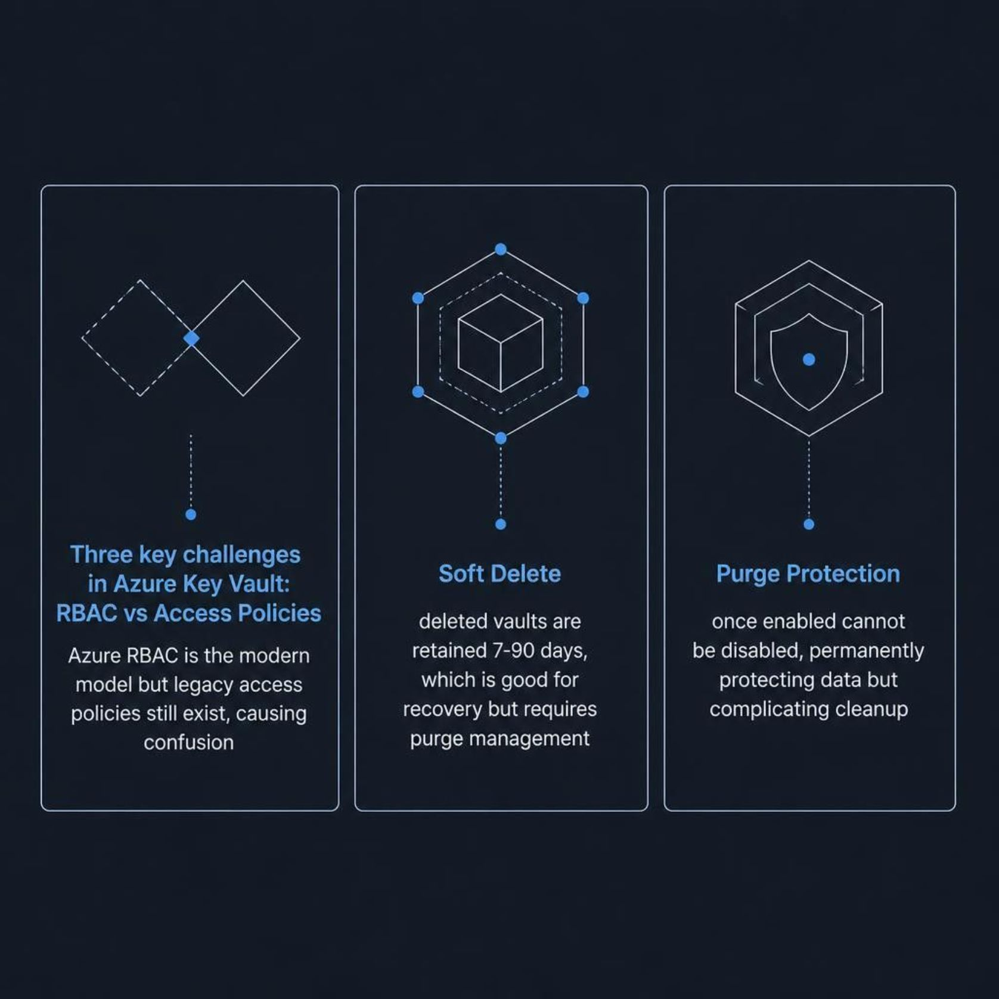 Three key challenges
in Azure Key Vault:
RBAC vs Access Policies
Azure RBAC is the modern
model but legacy access
policies still exist, causing
confusion
Soft Delete
deleted vaults are
retained 7-90 days,
which is good for
recovery but requires
purge management
Purge Protection
once enabled cannot
be disabled, permanently
protecting data but
complicating cleanup